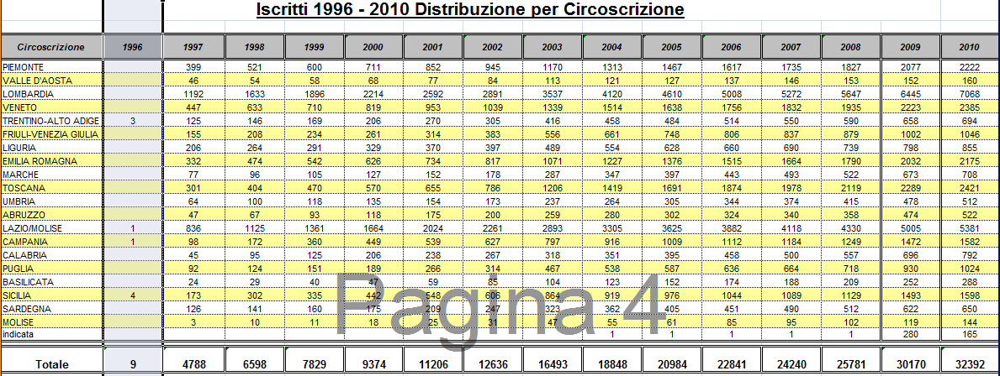 Iscritti 1996 - 2010 Distribuzione per Circoscrizione
Circoscrizione 1996 1997 1998 1999 2000 2001 2002 2003 2004 2005 2006 2007 2008 2009 2010
PIEMONTE 399 521 600 711 852 945 1170 1313 1467 1617 1735 1827 2077 2222
VALLE D'AOSTA 46 54 58 68 77 84 113 121 127 137 146 153 152 160
LOMBARDIA 1192 1633 1896 2214 2592 2891 3537 4120 4610 5008 5272 5647 6445 7068
VENETO 447 633 710 819 953 1039 1339 1514 1638 1756 1832 1935 2223 2385
TRENTINO-ALTO ADIGE 3 125 146 169 206 270 305 416 458 484 514 550 590 658 694
FRIULI-VENEZIA GIULIA 155 208 234 261 314 383 556 661 748 806 837 879 1002 1046
LIGURIA 206 264 291 329 370 397 489 554 628 660 690 739 798 855
EMILIA ROMAGNA 332 474 542 626 734 817 1071 1227 1376 1515 1664 1790 2032 2175
MARCHE 77 96 105 127 152 178 287 347 397 443 493 522 673 708
TOSCANA 301 404 470 570 655 786 1206 1419 1691 1874 1978 2119 2289 2421
UMBRIA 64 100 118 135 154 173 237 264 305 344 374 415 478 512
ABRUZZO 47 67 93 118 175 200 259 280 302 324 340 358 474 522
LAZIO/MOLISE 1 836 1125 1361 1664 2024 2261 2893 3305 3625 3882 4118 4330 5005 5381
CAMPANIA 1 98 172 360 449 539 627 797 916 1009 1112 1184 1249 1472 1582
CALABRIA 45 95 125 206 238 267 318 351 395 458 500 557 696 792
PUGLIA 92 124 151 189 266 314 467 538 587 636 664 718 930 1024
BASILICATA 24 29 40 47 59 85 104 123 152 174 188 209 252 288
SICILIA 4 173 302 335 442 548 606 864 919 976 1044 1089 1129 1493 1598
SARDEGNA 126 141 160 175 209 247 323 362 405 451 490 512 622 650
MOLISE 3 10 11 18 25 31 47 55 61 85 95 102 119 144
indicata 1 1 1 1 1 280 165
Totale 9 4788 6598 7829 9374 11206 12636 16493 18848 20984 22841 24240 25781 30170 32392
Pagina 4